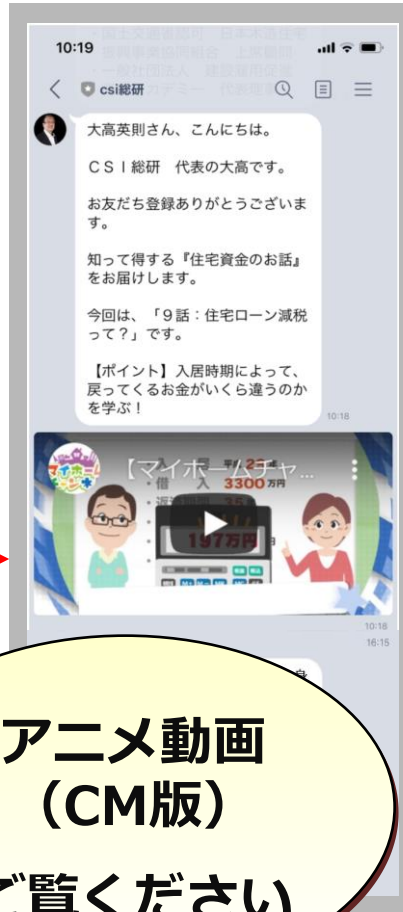 10:19
csi総研
大高英則さん、こんにちは。
CSI総研 代表の大高です。
お友だち登録ありがとうございま
す。
知って得する『住宅資金のお話』
をお届けします。
今回は、「9話：住宅ローン減税
って？」です。
【ポイント】入居時期によって、
戻ってくるお金がいくら違うのか
を学ぶ！
10:18
【マイホームチャ...
借 入 3300万円
197万円
10:18
16:15
アニメ動画
（CM版）
ご覧ください